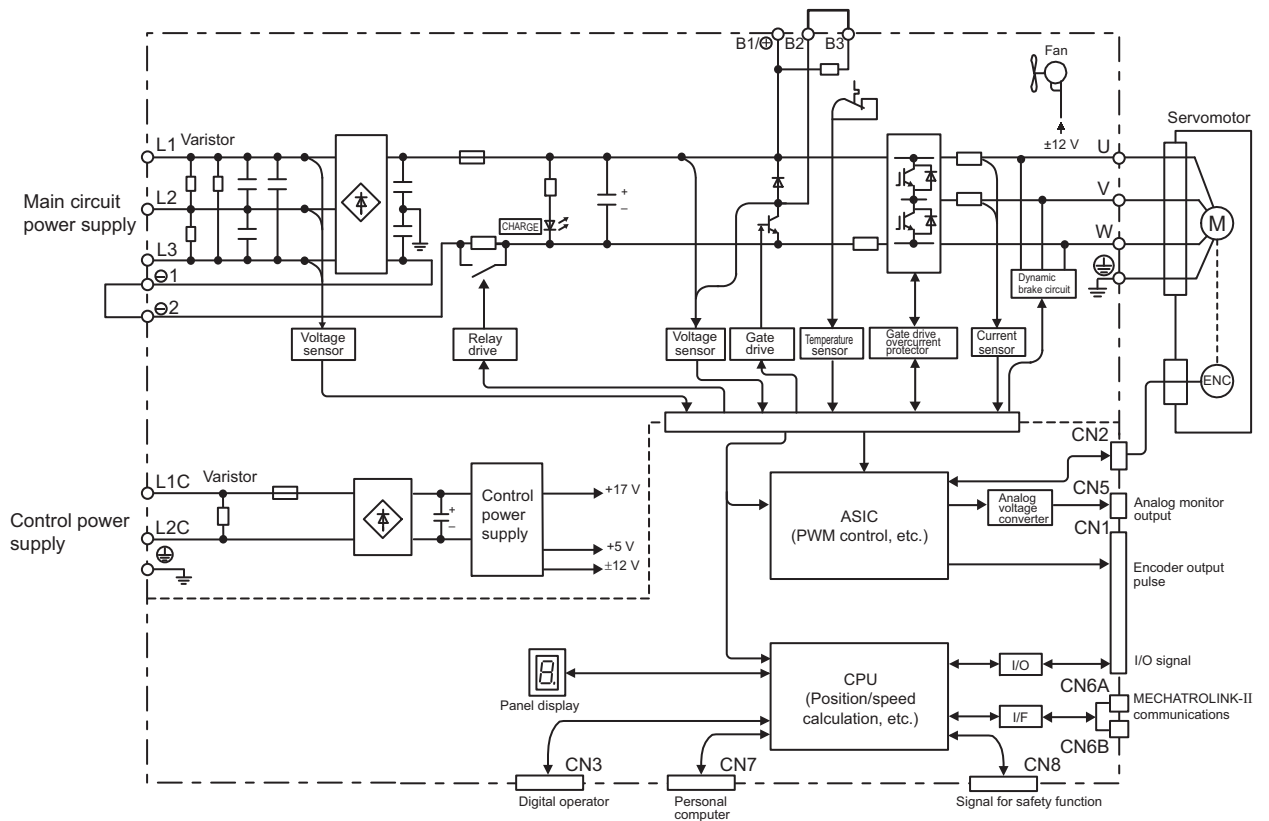 B1/⊕ B2 B3
Fan
±12 V
Servomotor
L1 Varistor
U
Main circuit
power supply
L2
V
CHARGE
+
–
L3
W
M
⊖1
⊖2
Dynamic
brake circuit
Voltage
sensor
Relay
drive
Voltage
sensor
Gate
drive
Temperature
sensor
Gate drive
overcurrent
protector
Current
sensor
ENC
CN2
L1C Varistor
Control power
supply
L2C
+
–
Control
power
supply
+17 V
+5 V
±12 V
ASIC
(PWM control, etc.)
Analog
voltage
converter
CN5
Analog monitor
output
CN1
Encoder output
pulse
I/O signal
8.
Panel display
CPU
(Position/speed
calculation, etc.)
I/O
I/F
CN6A
MECHATROLINK-II
communications
CN6B
CN3
Digital operator
CN7
Personal
computer
CN8
Signal for safety function